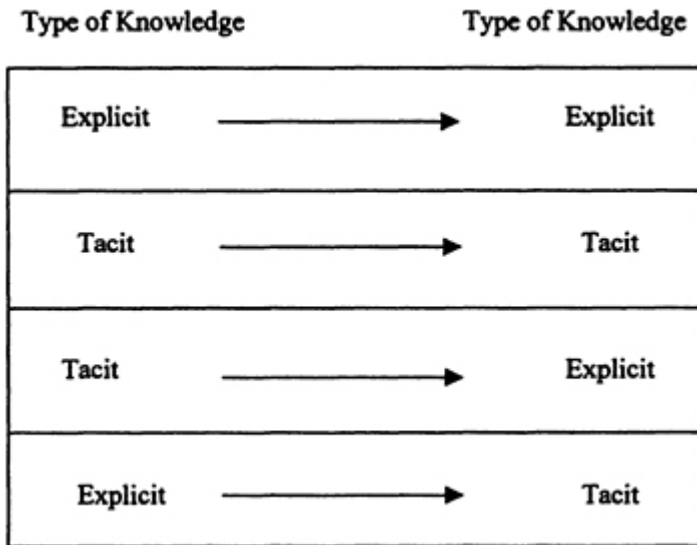 Type of Knowledge Type of Knowledge
Explicit Explicit
Tacit Tacit
Tacit Explicit
Explicit Tacit